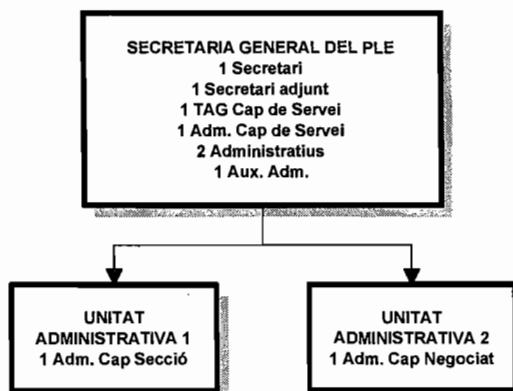 SECRETARIA GENERAL DEL PLE
1 Secretari
1 Secretari adjunt
1 TAG Cap de Servei
1 Adm. Cap de Servei
2 Administratius
1 Aux. Adm.
UNITAT
ADMINISTRATIVA 1
1 Adm. Cap Secció
UNITAT
ADMINISTRATIVA 2
1 Adm. Cap Negociat